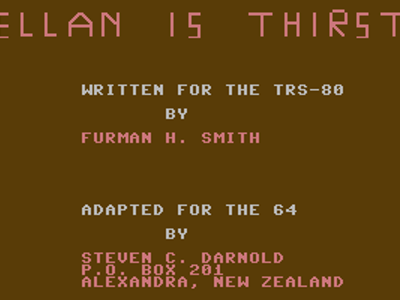 ELLAN IS THIRST
WRITTEN FOR THE TRS-80
BY
FURMAN H. SMITH
ADAPTED FOR THE 64
BY
STEVEN C. DARNOLD
P.O. BOX 201
ALEXANDRA, NEW ZEALAND